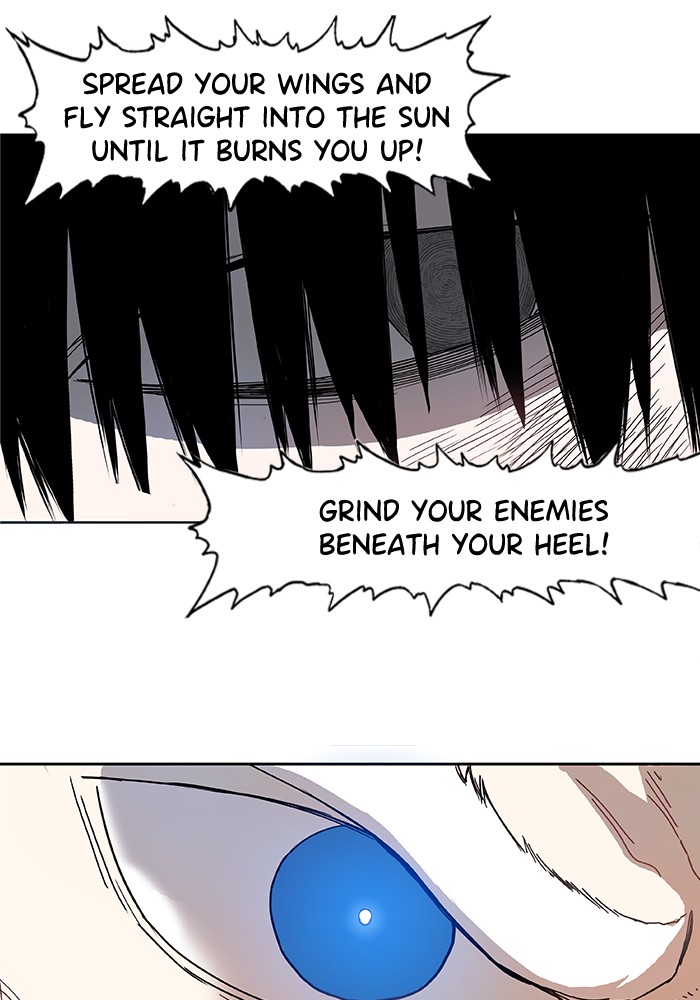 SPREAD YOUR WINGS AND
FLY STRAIGHT INTO THE SUN
UNTIL IT BURNS YOU UP!
GRIND YOUR ENEMIES
BENEATH YOUR HEEL!